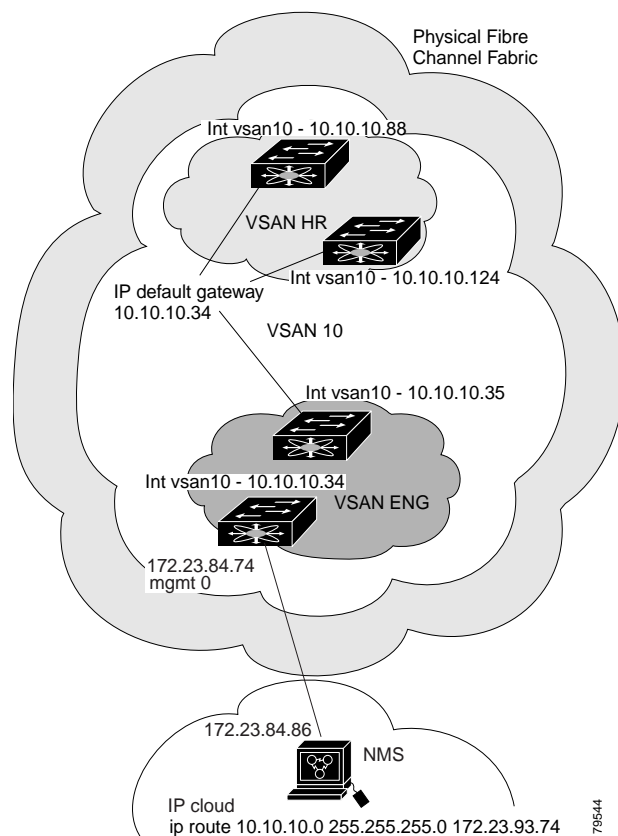 Physical Fibre
Channel Fabric
Int vsan10 - 10.10.10.88
VSAN HR
Int vsan10 - 10.10.10.124
IP default gateway
10.10.10.34
VSAN 10
Int vsan10 - 10.10.10.35
Int vsan10 - 10.10.10.34
VSAN ENG
172.23.84.74
mgmt 0
172.23.84.86
NMS
IP cloud
ip route 10.10.10.0 255.255.255.0 172.23.93.74
79544